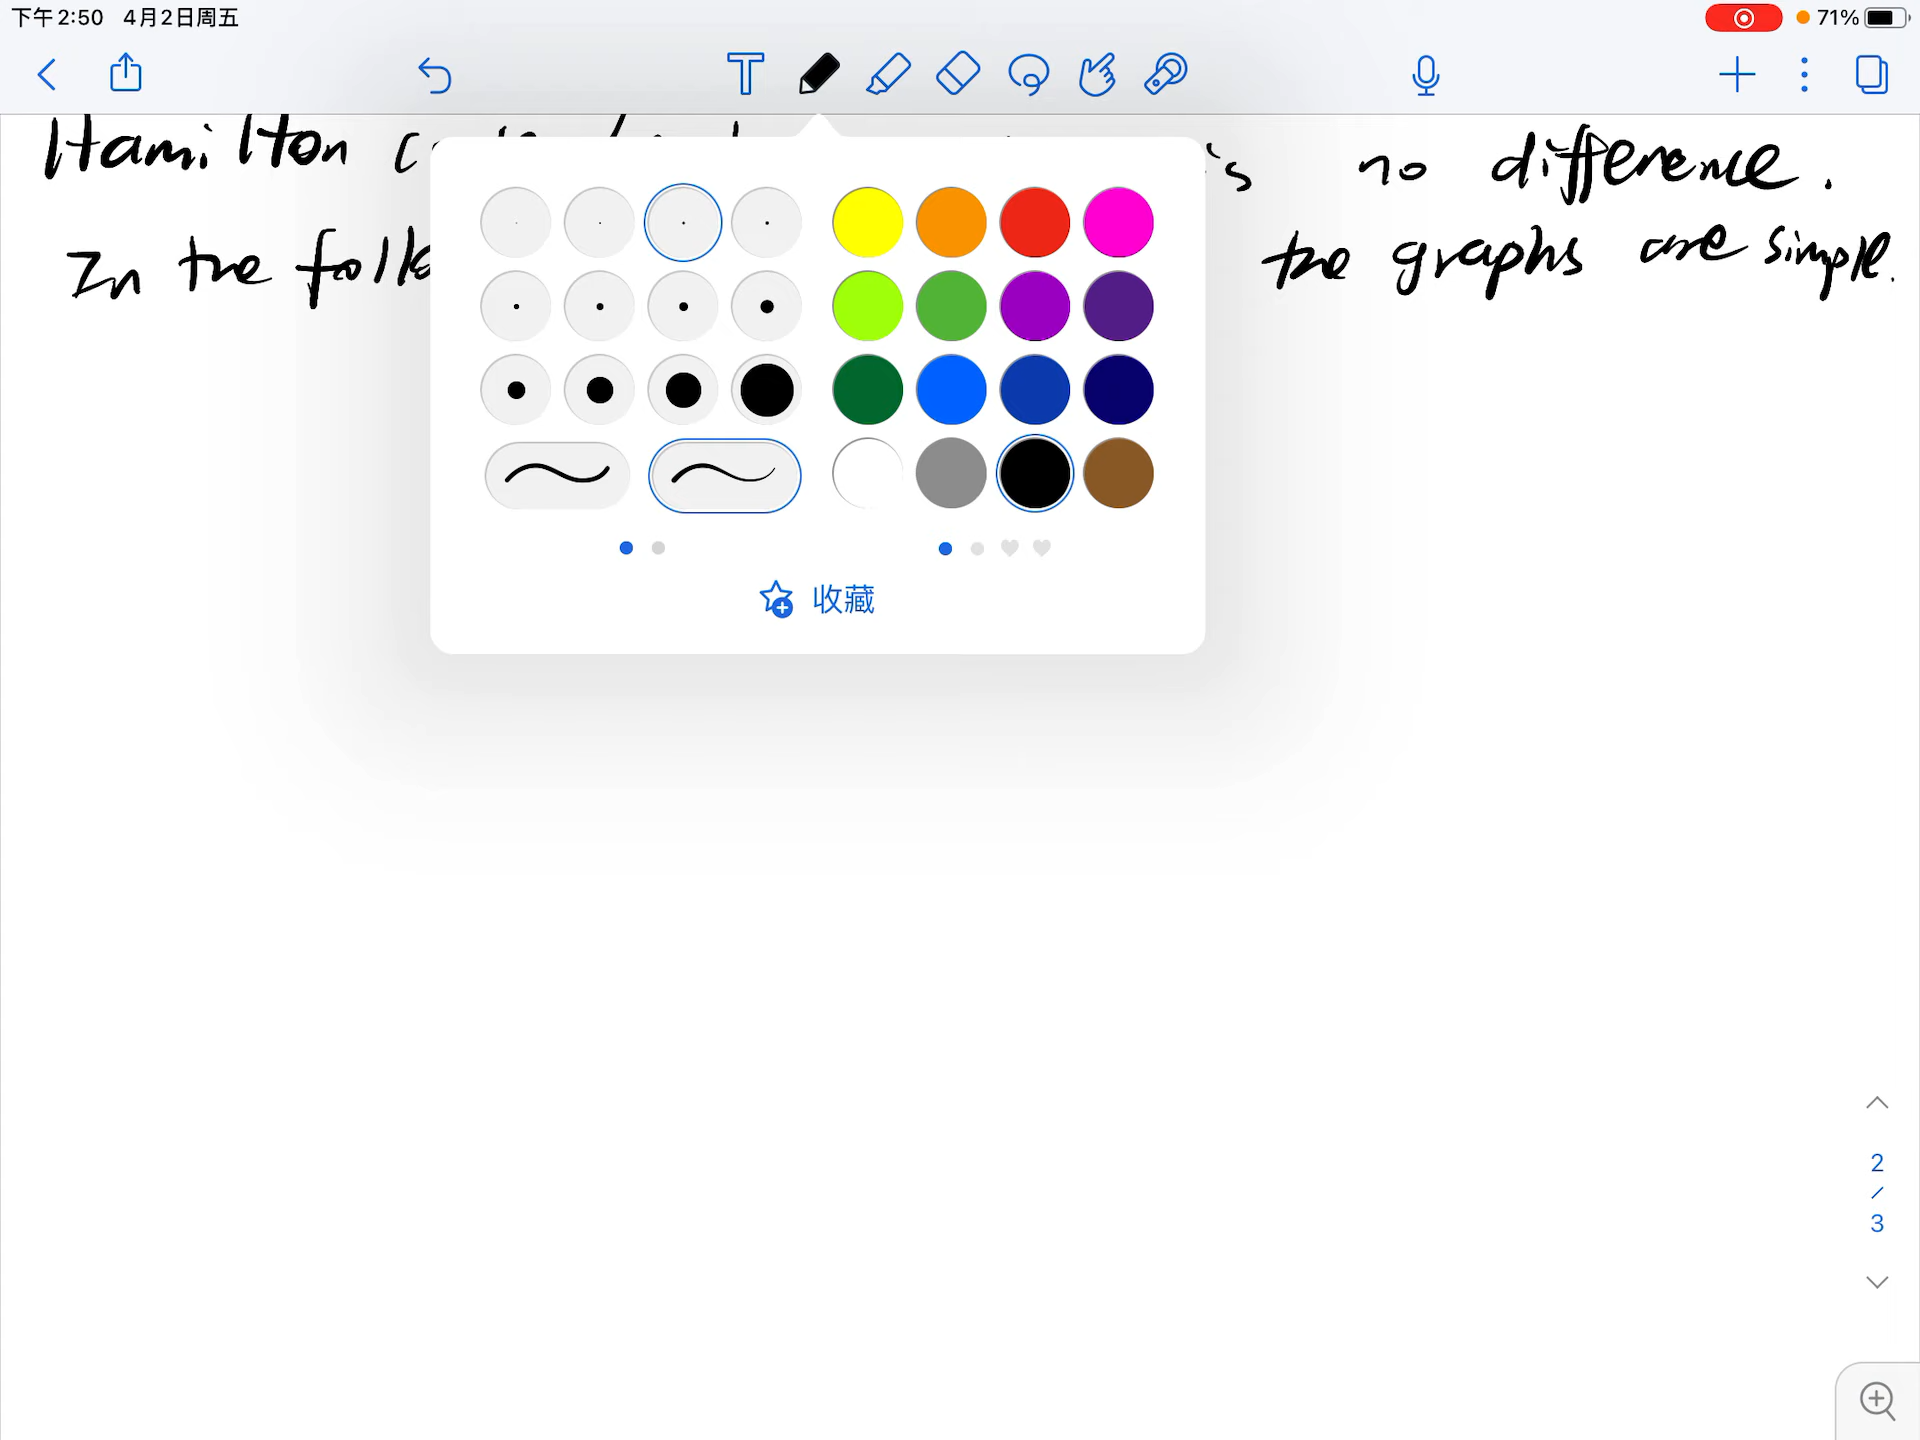 下午2:50 4月2日周五
71%
Hamilton is no difference.
In the the graphs are simple.
收藏
2
/
3